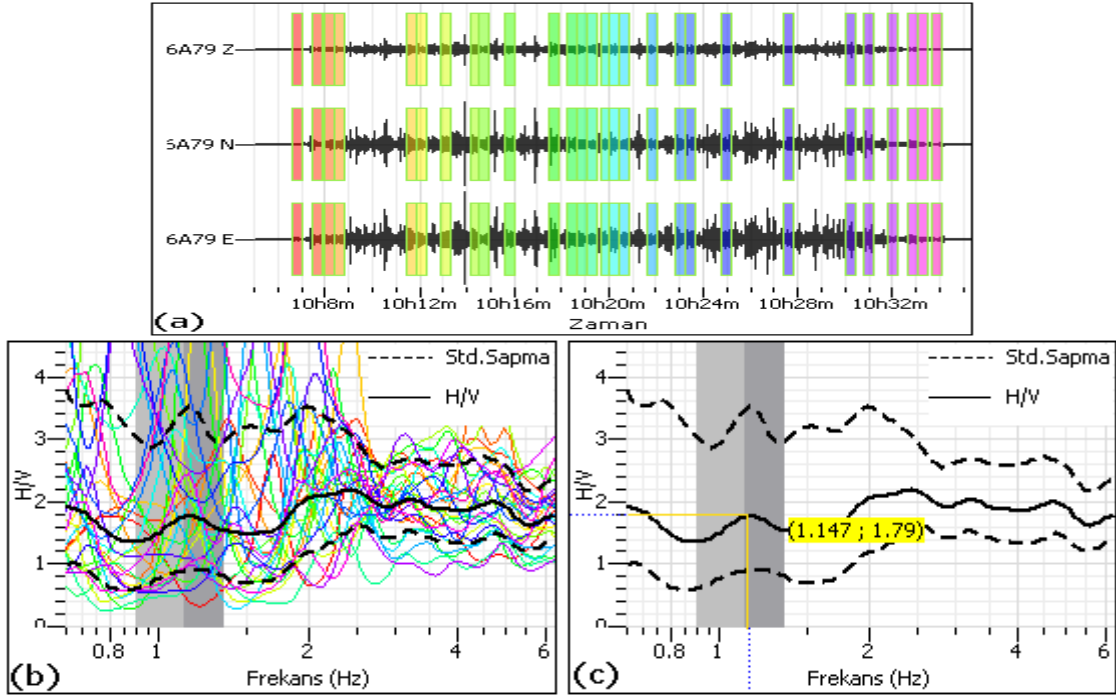 6A79 Z
5A79 N
6A79 E
10h8m 10h12m 10h16m 10h20m 10h24m 10h28m 10h32m
Zaman
(a)
Std.Sapma
H/V
4
3
2
1
0
H/V
0.8 1 2 4 6
Frekans (Hz)
(b)
Std.Sapma
H/V
(1.147 ; 1.79)
4
3
2
1
0
H/V
0.8 1 2 4 6
Frekans (Hz)
(c)